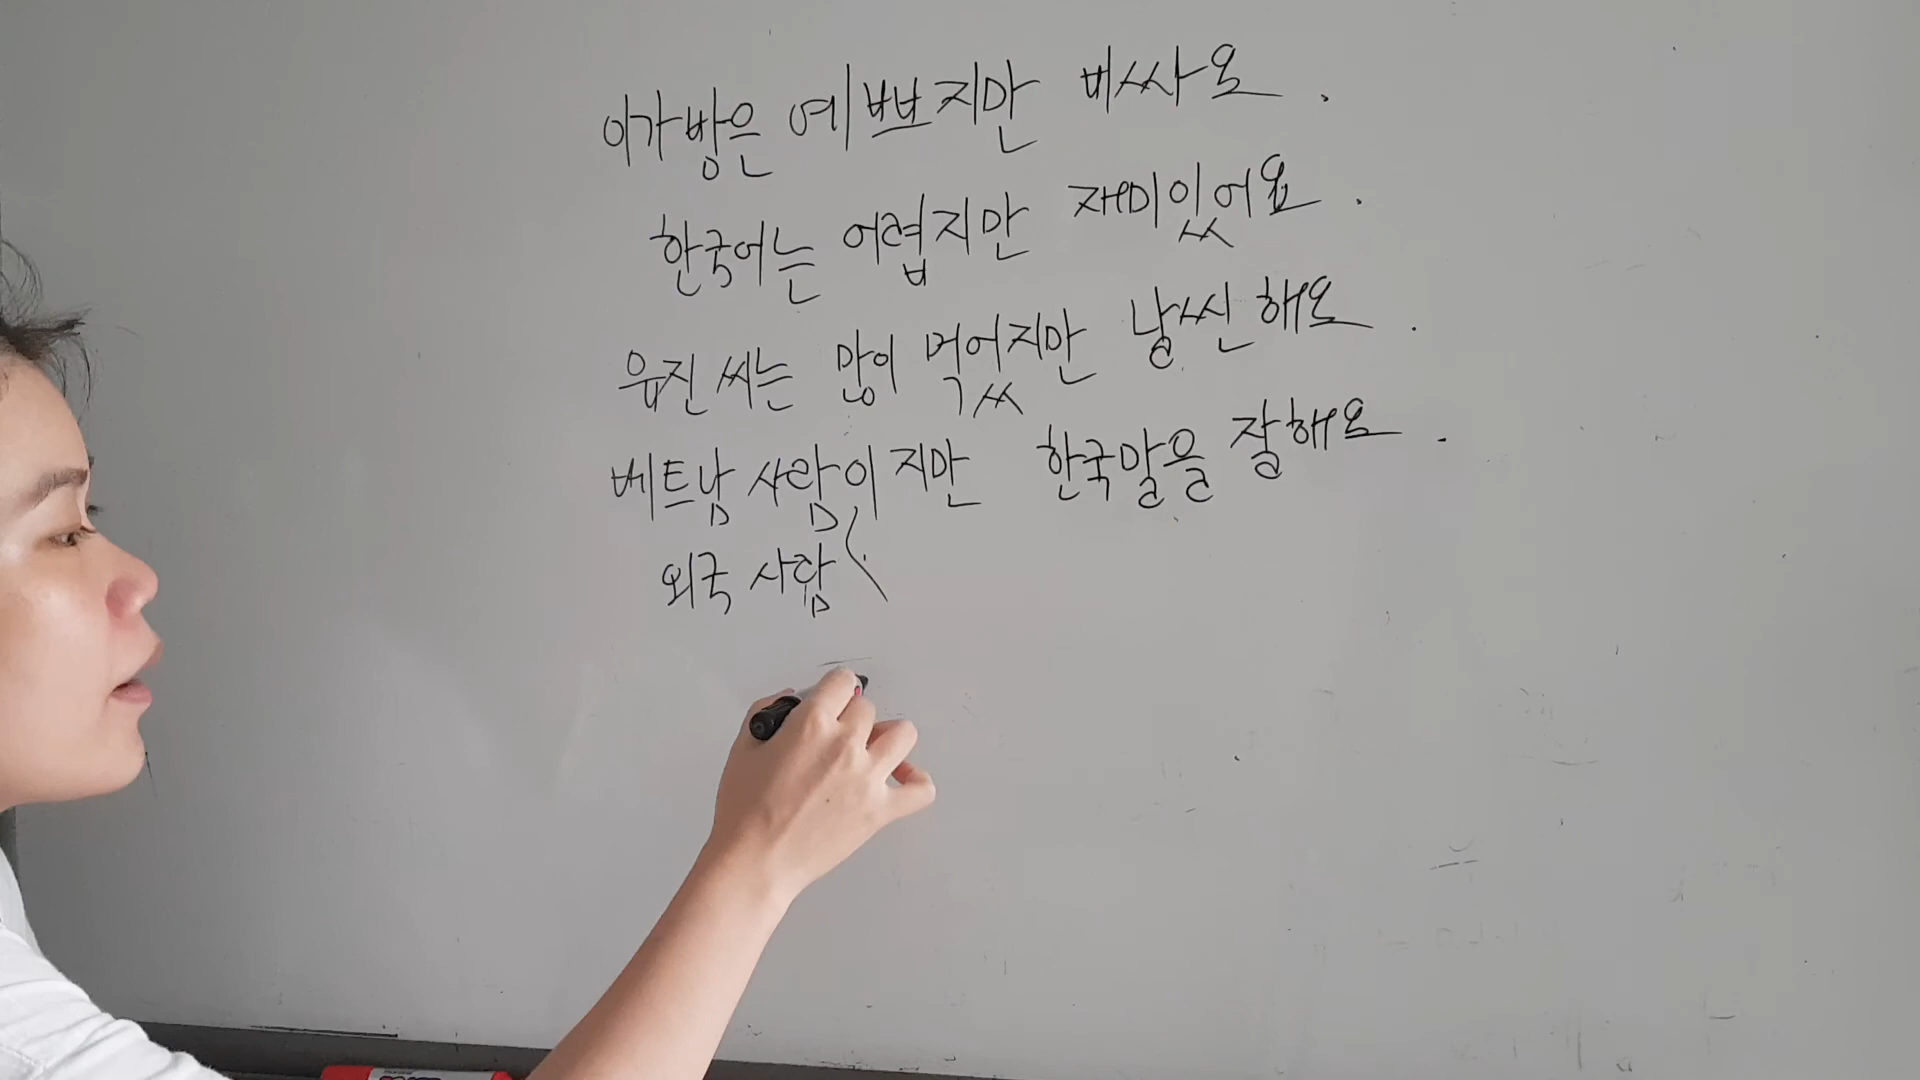 이가방은 예쁘지만 비싸요.
한국어는 어렵지만 재미있어요.
유진 씨는 많이 먹었지만 날씬해요.
베트남 사람이지만 한국말을 잘해요.
외국 사람